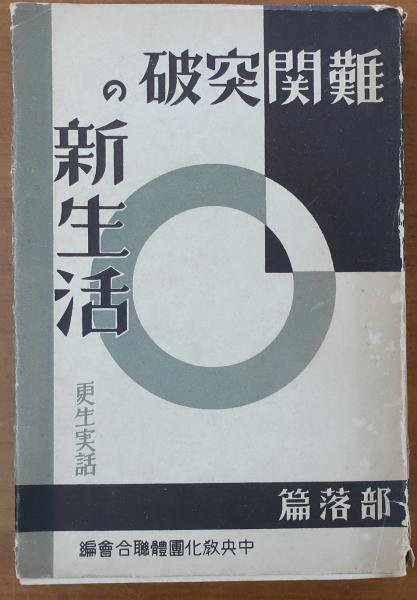 難関突破の
新生活
更生実話
部落篇
中央敎化團體聯合會編